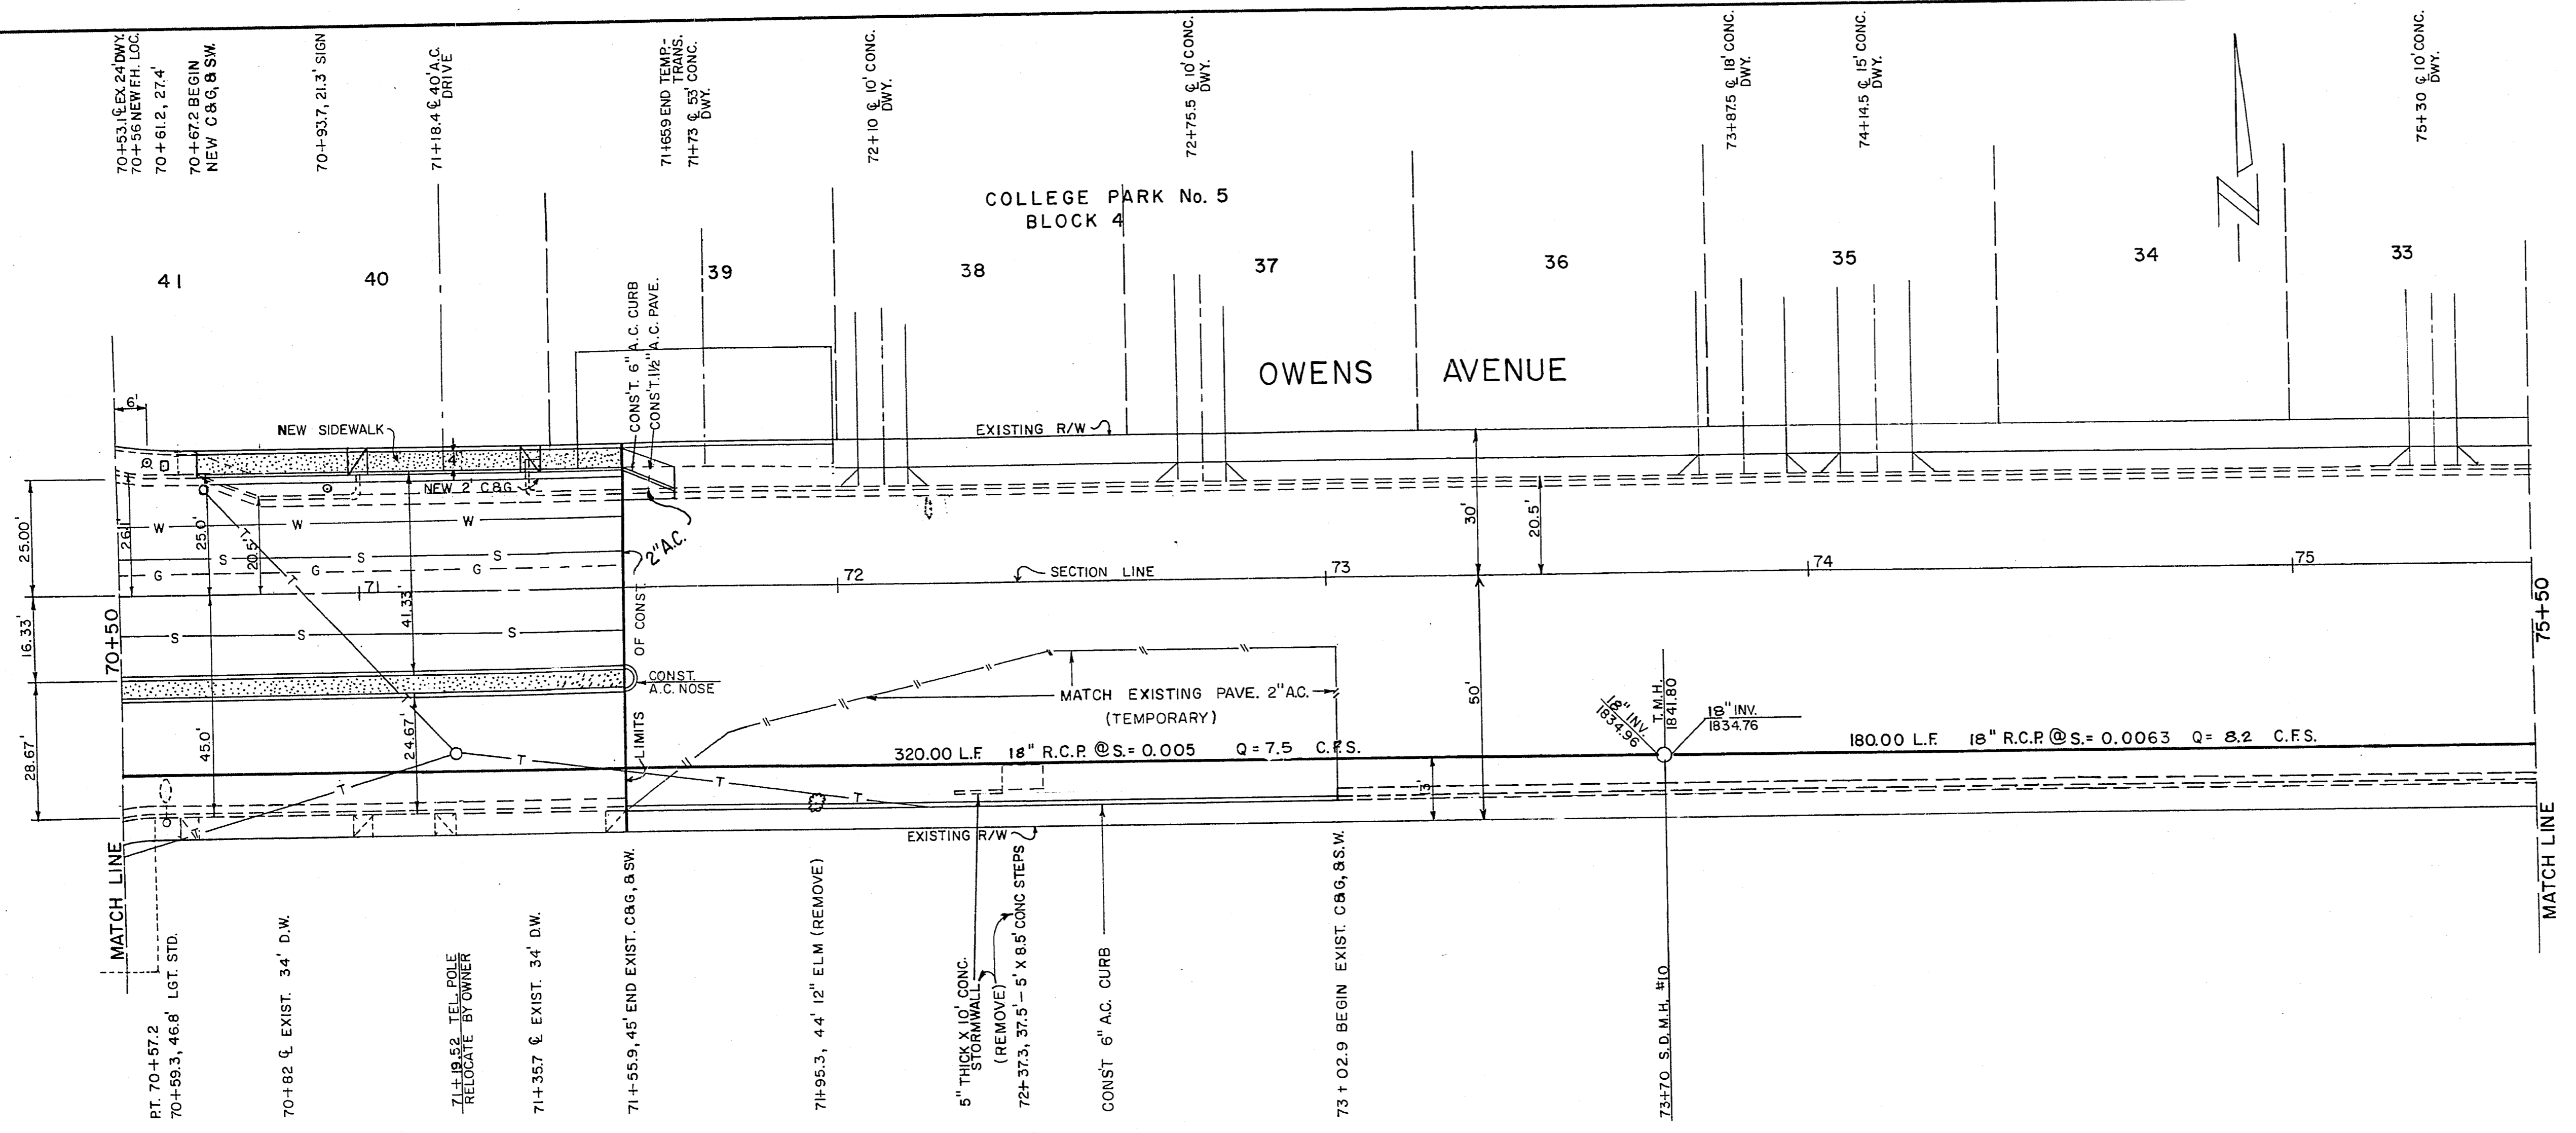 70+53.1 ℄ EX. 24' DWY.
70+56 NEW F.H. LOC.
70+61.2, 27.4'
70+67.2 BEGIN
NEW C&G, & SW.
70+93.7, 21.3' SIGN
71+18.4 ℄ 40' A.C.
DRIVE
71+65.9 END TEMP.-
TRANS.
71+73 ℄ 53' CONC.
DWY.
72+10 ℄ 10' CONC.
DWY.
72+75.5 ℄ 10' CONC.
DWY.
73+87.5 ℄ 18' CONC.
DWY.
74+14.5 ℄ 15' CONC.
DWY.
75+30 ℄ 10' CONC.
DWY.
COLLEGE PARK No. 5
BLOCK 4
41
40
39
38
37
36
35
34
33
N
CONS'T. 6" A.C. CURB
CONS'T. 1½" A.C. PAVE.
OWENS AVENUE
6'
NEW SIDEWALK
4'
EXISTING R/W
NEW 2' C&G
25.00'
26'
25.0'
20.5'
W W W
S S S
G G G
T T
2" A.C.
30'
20.5'
71
72
SECTION LINE
73
74
75
16.33'
70+50
41.33'
S S S
LIMITS OF CONST.
CONST.
A.C. NOSE
MATCH EXISTING PAVE. 2" A.C.
(TEMPORARY)
50'
18" INV.
1834.96
T.M.H.
1841.80
18" INV.
1834.76
75+50
28.67'
45.0'
24.67'
T T T T
320.00 L.F. 18" R.C.P. @ S.= 0.005 Q = 7.5 C.F.S.
180.00 L.F. 18" R.C.P. @ S.= 0.0063 Q= 8.2 C.F.S.
13'
EXISTING R/W
MATCH LINE
MATCH LINE
P.T. 70+57.2
70+59.3, 46.8' LGT. STD.
70+82 ℄ EXIST. 34' D.W.
71+19.52 TEL. POLE
RELOCATE BY OWNER
71+35.7 ℄ EXIST. 34' D.W.
71+55.9, 45' END EXIST. C&G, & SW.
71+95.3, 44' 12" ELM (REMOVE)
5" THICK X 10' CONC.
STORMWALL
(REMOVE)
72+37.3, 37.5' – 5' X 8.5' CONC STEPS
CONS'T 6" A.C. CURB
73+02.9 BEGIN EXIST. C&G, & S.W.
73+70 S.D.M.H. #10